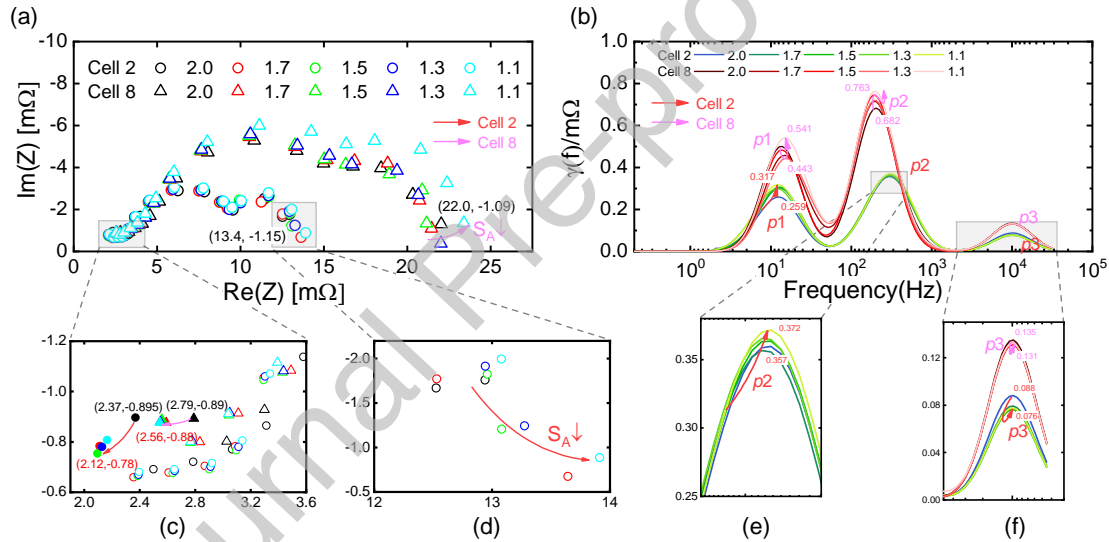 (a)
Im(Z) [mΩ]
-10
-8
-6
-4
-2
0
Cell 2 2.0 1.7 1.5 1.3 1.1
Cell 8 2.0 1.7 1.5 1.3 1.1
Cell 2
Cell 8
(22.0, -1.09)
S_A↓
(13.4, -1.15)
0 5 10 15 20 25
Re(Z) [mΩ]
(b)
γ(f)/mΩ
1.0
0.8
0.6
0.4
0.2
0.0
Cell 2 2.0 1.7 1.5 1.3 1.1
Cell 8 2.0 1.7 1.5 1.3 1.1
Cell 2
Cell 8
0.763
p2
0.682
p1
0.541
0.443
0.317
0.259
p1
p2
p3
p3
10^0 10^1 10^2 10^3 10^4 10^5
Frequency(Hz)
-1.2
-1.0
-0.8
-0.6
(2.37,-0.895)
(2.79,-0.89)
(2.56,-0.88)
(2.12,-0.78)
2.0 2.4 2.8 3.2 3.6
(c)
-2.0
-1.5
-1.0
-0.5
S_A↓
12 13 14
(d)
0.35
0.30
0.25
0.372
0.357
p2
(e)
0.12
0.08
0.04
0.00
0.135
p3
0.131
0.088
0.076
p3
(f)
urnal Pre-pro